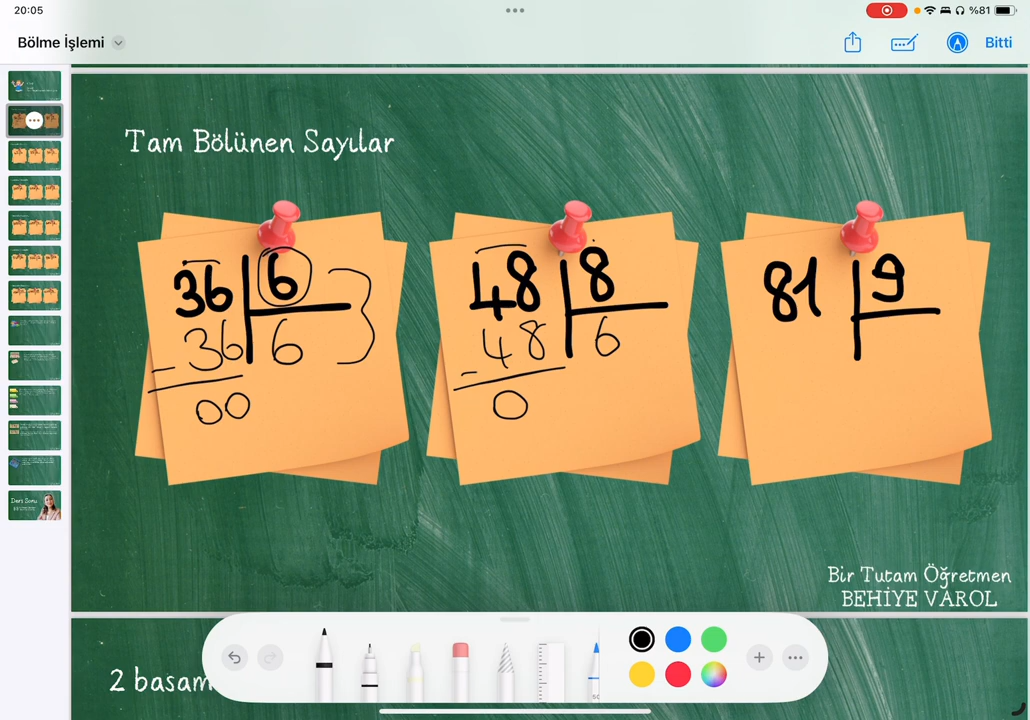 20:05
%81
Bölme İşlemi
Bitti
Tam Bölünen Sayılar
36 6
- 36 6
00
48 8
- 48 6
0
81 9
Bir Tutam Öğretmen
BEHİYE VAROL
2 basam
Ders Sonu